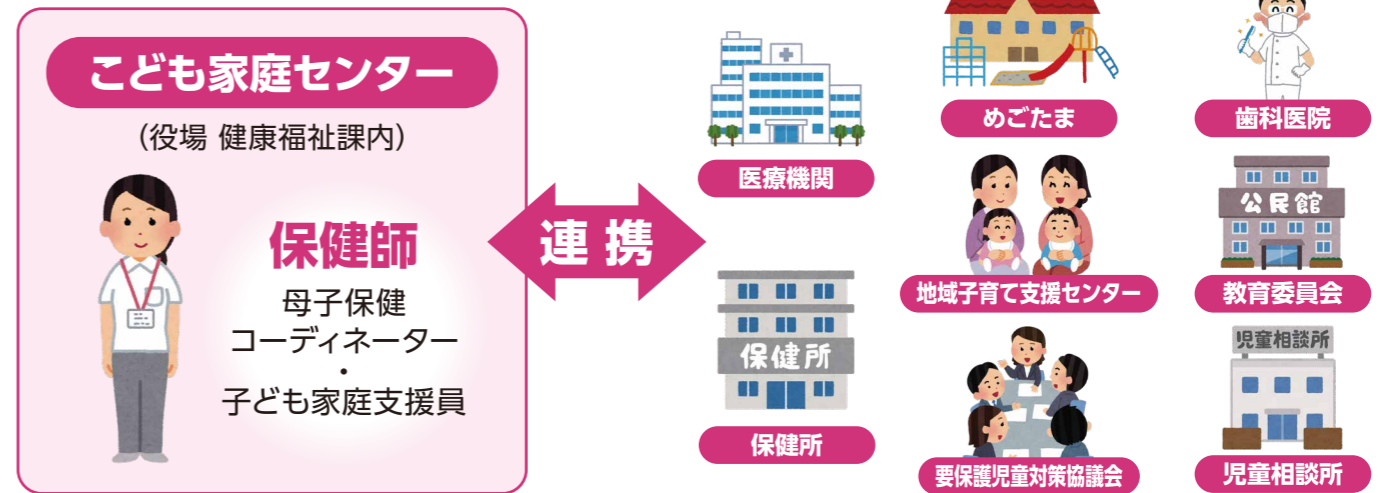 こども家庭センター
（役場 健康福祉課内）
保健師
母子保健
コーディネーター
・
子ども家庭支援員
連携
医療機関
保健所
保健所
めごたま
地域子育て支援センター
要保護児童対策協議会
歯科医院
公民館
教育委員会
児童相談所
児童相談所